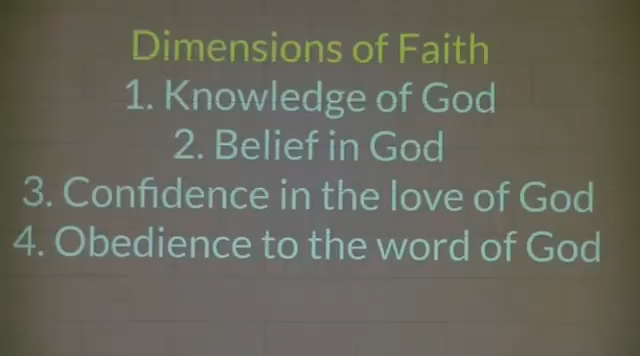 Dimensions of Faith
1. Knowledge of God
2. Belief in God
3. Confidence in the love of God
4. Obedience to the word of God